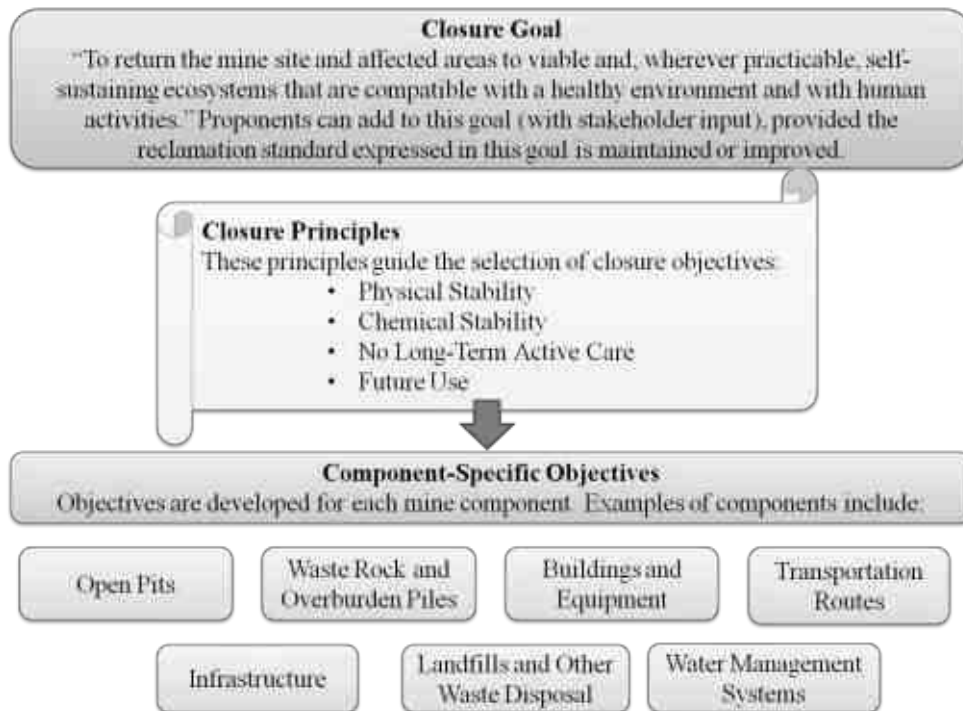 Closure Goal
"To return the mine site and affected areas to viable and, wherever practicable, self-
sustaining ecosystems that are compatible with a healthy environment and with human
activities." Proponents can add to this goal (with stakeholder input), provided the
reclamation standard expressed in this goal is maintained or improved.
Closure Principles
These principles guide the selection of closure objectives:
• Physical Stability
• Chemical Stability
• No Long-Term Active Care
• Future Use
Component-Specific Objectives
Objectives are developed for each mine component. Examples of components include:
Open Pits
Waste Rock and
Overburden Piles
Buildings and
Equipment
Transportation
Routes
Infrastructure
Landfills and Other
Waste Disposal
Water Management
Systems